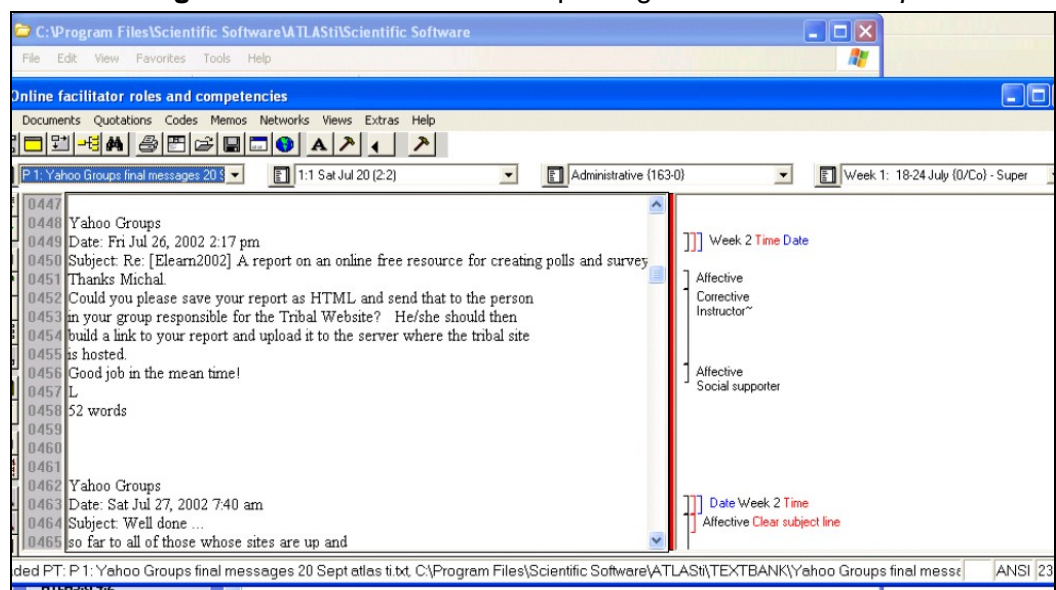 C:\Program Files\Scientific Software\ATLASti\Scientific Software
File Edit View Favorites Tools Help
Online facilitator roles and competencies
Documents Quotations Codes Memos Networks Views Extras Help
P 1: Yahoo Groups final messages 20 S 1:1 Sat Jul 20 (2:2) Administrative {163-0} Week 1: 18-24 July {0/Co} - Super
0447
0448 Yahoo Groups
0449 Date: Fri Jul 26, 2002 2:17 pm Week 2 Time Date
0450 Subject: Re: [Elearn2002] A report on an online free resource for creating polls and survey
0451 Thanks Michal. Affective
0452 Could you please save your report as HTML and send that to the person Corrective
0453 in your group responsible for the Tribal Website? He/she should then Instructor~
0454 build a link to your report and upload it to the server where the tribal site
0455 is hosted.
0456 Good job in the mean time! Affective
0457 L Social supporter
0458 52 words
0459
0460
0461
0462 Yahoo Groups
0463 Date: Sat Jul 27, 2002 7:40 am Date Week 2 Time
0464 Subject: Well done ... Affective Clear subject line
0465 so far to all of those whose sites are up and
ded PT: P 1: Yahoo Groups final messages 20 Sept atlas ti.txt, C:\Program Files\Scientific Software\ATLASti\TEXTBANK\Yahoo Groups final messa ANSI 23